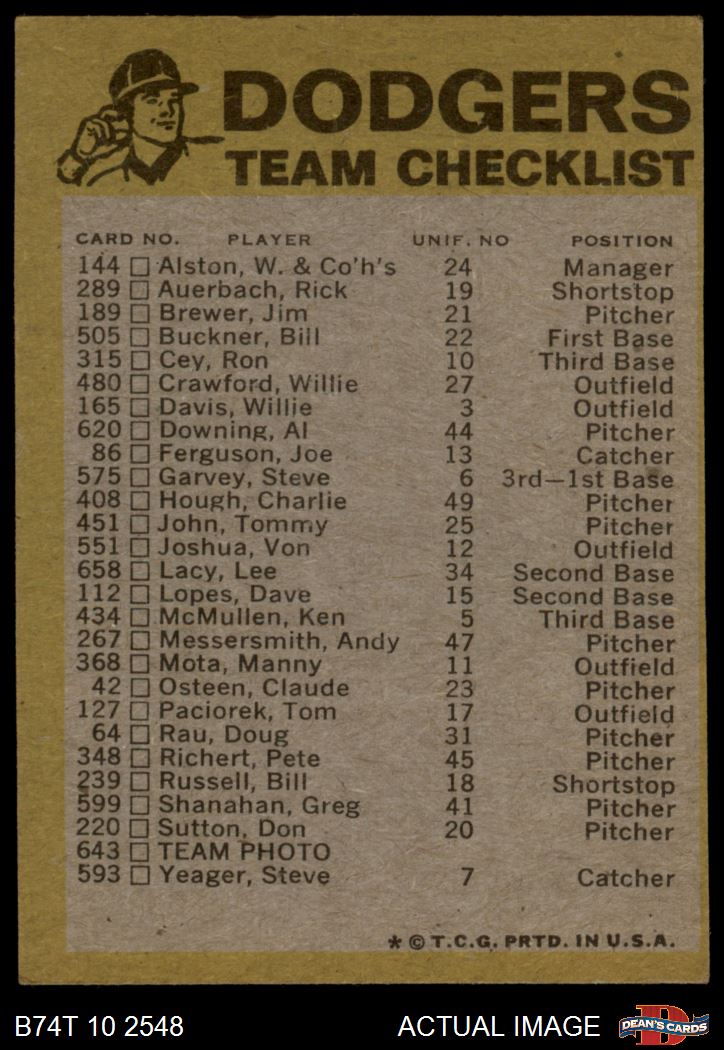 DODGERS
TEAM CHECKLIST
CARD NO. PLAYER UNIF. NO POSITION
144 Alston, W. & Co'h's 24 Manager
289 Auerbach, Rick 19 Shortstop
189 Brewer, Jim 21 Pitcher
505 Buckner, Bill 22 First Base
315 Cey, Ron 10 Third Base
480 Crawford, Willie 27 Outfield
165 Davis, Willie 3 Outfield
620 Downing, Al 44 Pitcher
86 Ferguson, Joe 13 Catcher
575 Garvey, Steve 6 3rd—1st Base
408 Hough, Charlie 49 Pitcher
451 John, Tommy 25 Pitcher
551 Joshua, Von 12 Outfield
658 Lacy, Lee 34 Second Base
112 Lopes, Dave 15 Second Base
434 McMullen, Ken 5 Third Base
267 Messersmith, Andy 47 Pitcher
368 Mota, Manny 11 Outfield
42 Osteen, Claude 23 Pitcher
127 Paciorek, Tom 17 Outfield
64 Rau, Doug 31 Pitcher
348 Richert, Pete 45 Pitcher
239 Russell, Bill 18 Shortstop
599 Shanahan, Greg 41 Pitcher
220 Sutton, Don 20 Pitcher
643 TEAM PHOTO
593 Yeager, Steve 7 Catcher
* © T.C.G. PRTD. IN U.S.A.
B74T 10 2548 ACTUAL IMAGE D DEAN'S CARDS